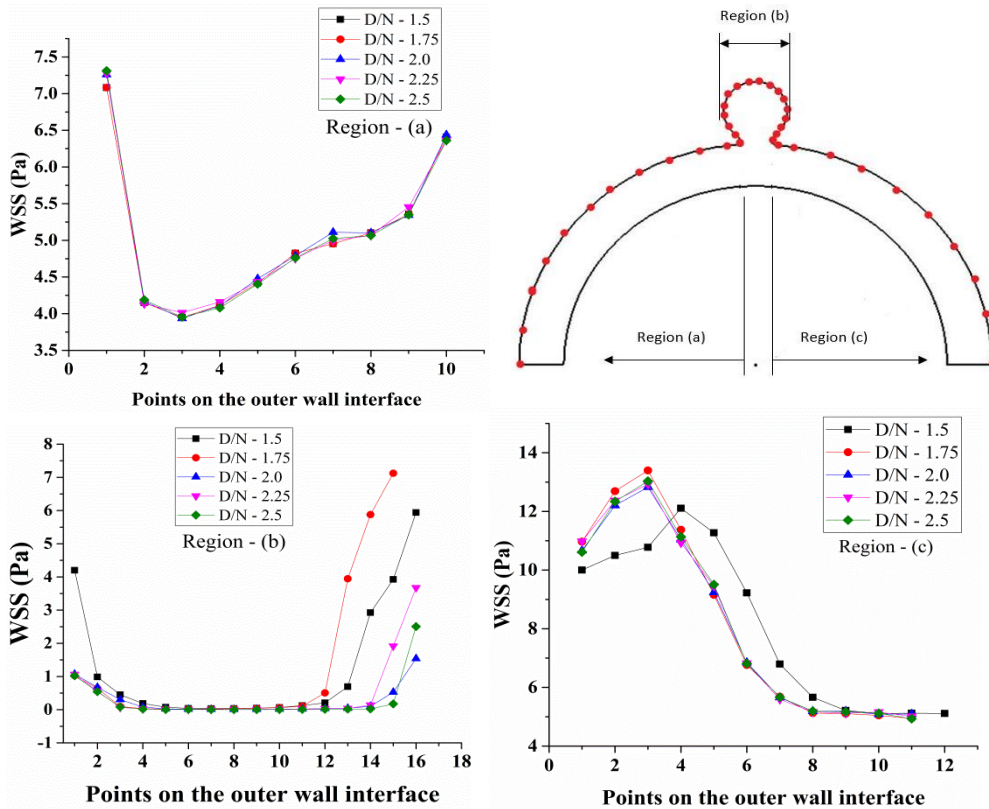 D/N - 1.5
D/N - 1.75
D/N - 2.0
D/N - 2.25
D/N - 2.5
Region - (a)
WSS (Pa)
7.5
7.0
6.5
6.0
5.5
5.0
4.5
4.0
3.5
0 2 4 6 8 10
Points on the outer wall interface
Region (b)
Region (a)
Region (c)
D/N - 1.5
D/N - 1.75
D/N - 2.0
D/N - 2.25
D/N - 2.5
Region - (b)
WSS (Pa)
8
7
6
5
4
3
2
1
0
-1
2 4 6 8 10 12 14 16 18
Points on the outer wall interface
D/N - 1.5
D/N - 1.75
D/N - 2.0
D/N - 2.25
D/N - 2.5
Region - (c)
WSS (Pa)
14
12
10
8
6
4
0 2 4 6 8 10 12
Points on the outer wall interface